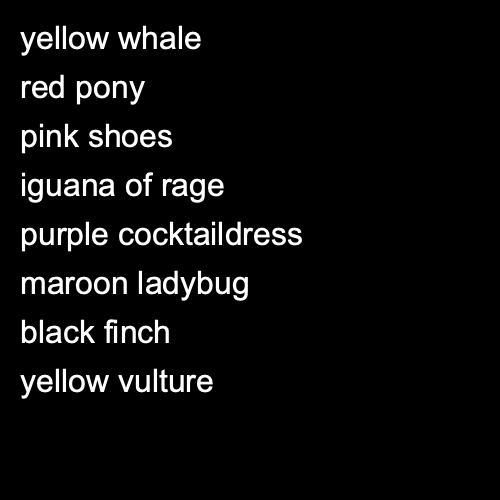 yellow whale
red pony
pink shoes
iguana of rage
purple cocktaildress
maroon ladybug
black finch
yellow vulture